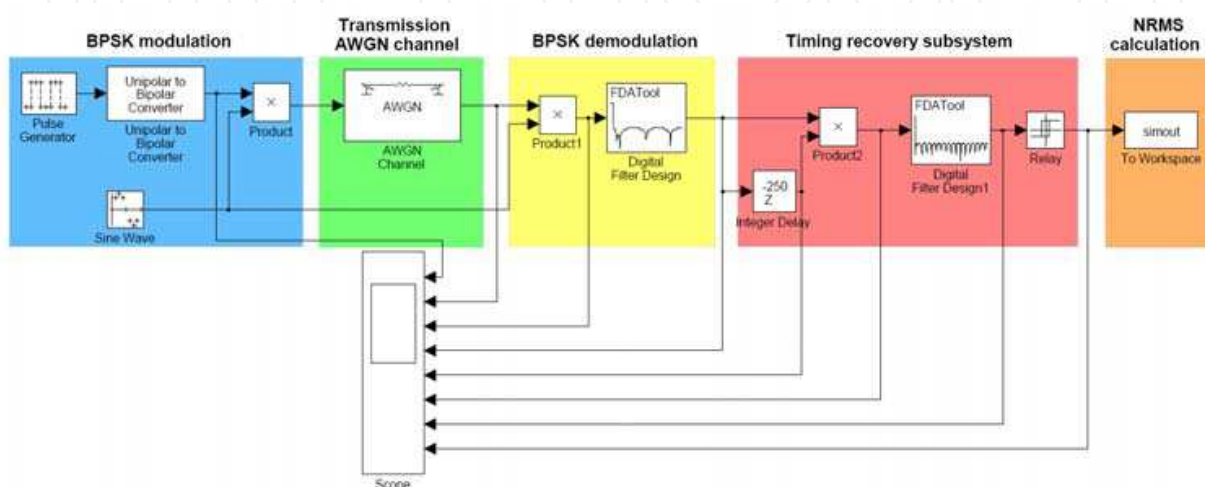 BPSK modulation
Transmission
AWGN channel
BPSK demodulation
Timing recovery subsystem
NRMS
calculation
Pulse
Generator
Unipolar to
Bipolar
Converter
Unipolar to
Bipolar
Converter
×
Product
Sine Wave
AWGN
AWGN
Channel
×
Product1
FDATool
Digital
Filter Design
-250
Z
Integer Delay
×
Product2
FDATool
Digital
Filter Design1
Relay
simout
To Workspace
Scope